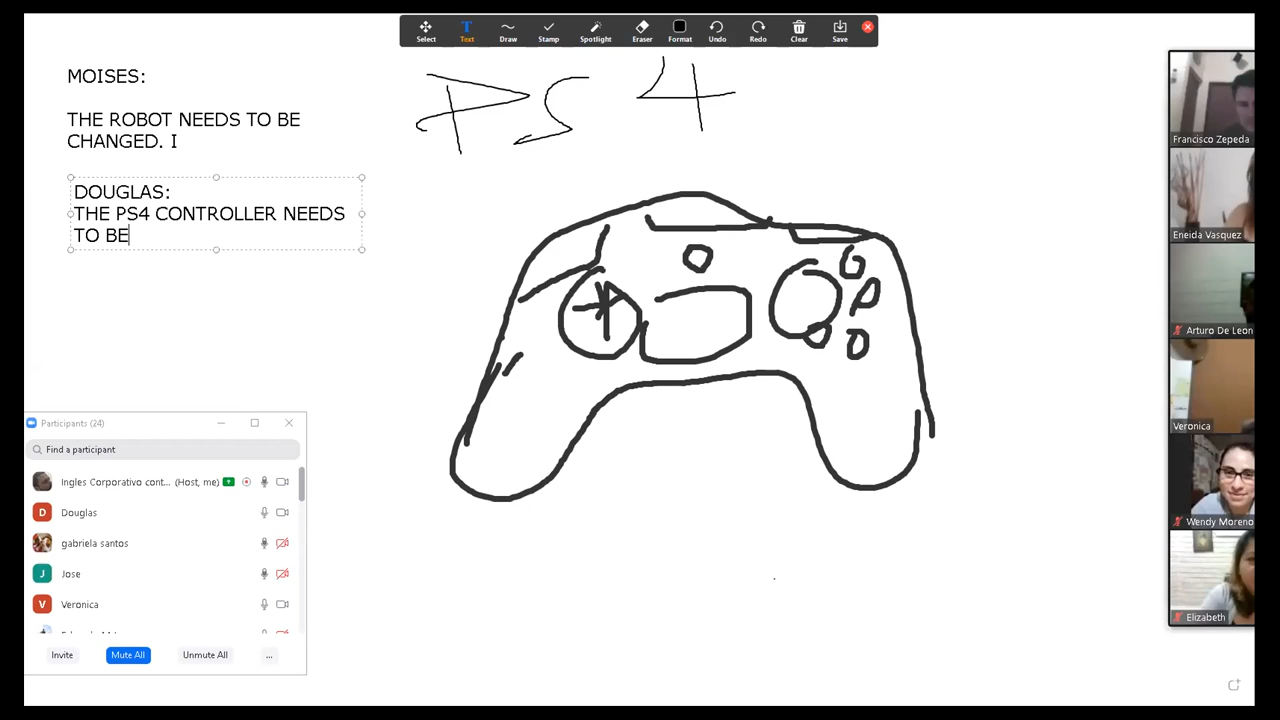 Select
Text
Draw
Stamp
Spotlight
Eraser
Format
Undo
Redo
Clear
Save
MOISES:
THE ROBOT NEEDS TO BE
CHANGED. I
DOUGLAS:
THE PS4 CONTROLLER NEEDS
TO BE
PS 4
Participants (24)
Find a participant
Ingles Corporativo cont... (Host, me)
D Douglas
gabriela santos
J Jose
V Veronica
Invite
Mute All
Unmute All
...
Francisco Zepeda
Eneida Vasquez
Arturo De Leon
Veronica
Wendy Moreno
Elizabeth